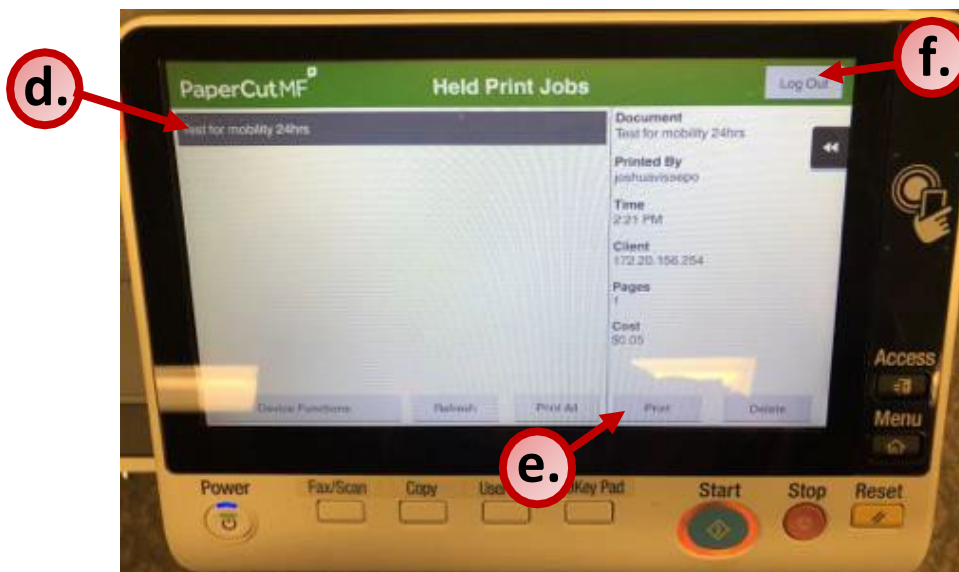 d.
f.
PaperCut MF
Held Print Jobs
Log Out
Test for mobility 24hrs
Document
Test for mobility 24hrs
Printed By
joshuavissepo
Time
2:21 PM
Client
172.20.156.254
Pages
1
Cost
$0.05
Device Functions
Refresh
Print All
Print
Delete
e.
Access
Menu
Power
Fax/Scan
Copy
Key Pad
Start
Stop
Reset